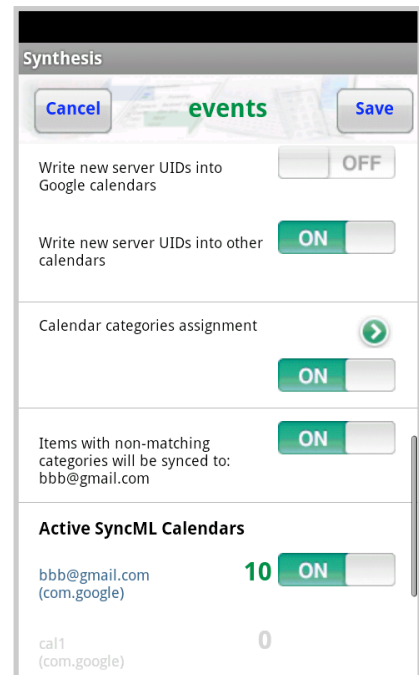 Synthesis
Cancel events Save
Write new server UIDs into OFF
Google calendars
Write new server UIDs into other ON
calendars
Calendar categories assignment
ON
Items with non-matching ON
categories will be synced to:
bbb@gmail.com
Active SyncML Calendars
bbb@gmail.com 10 ON
(com.google)
cal1 0
(com.google)